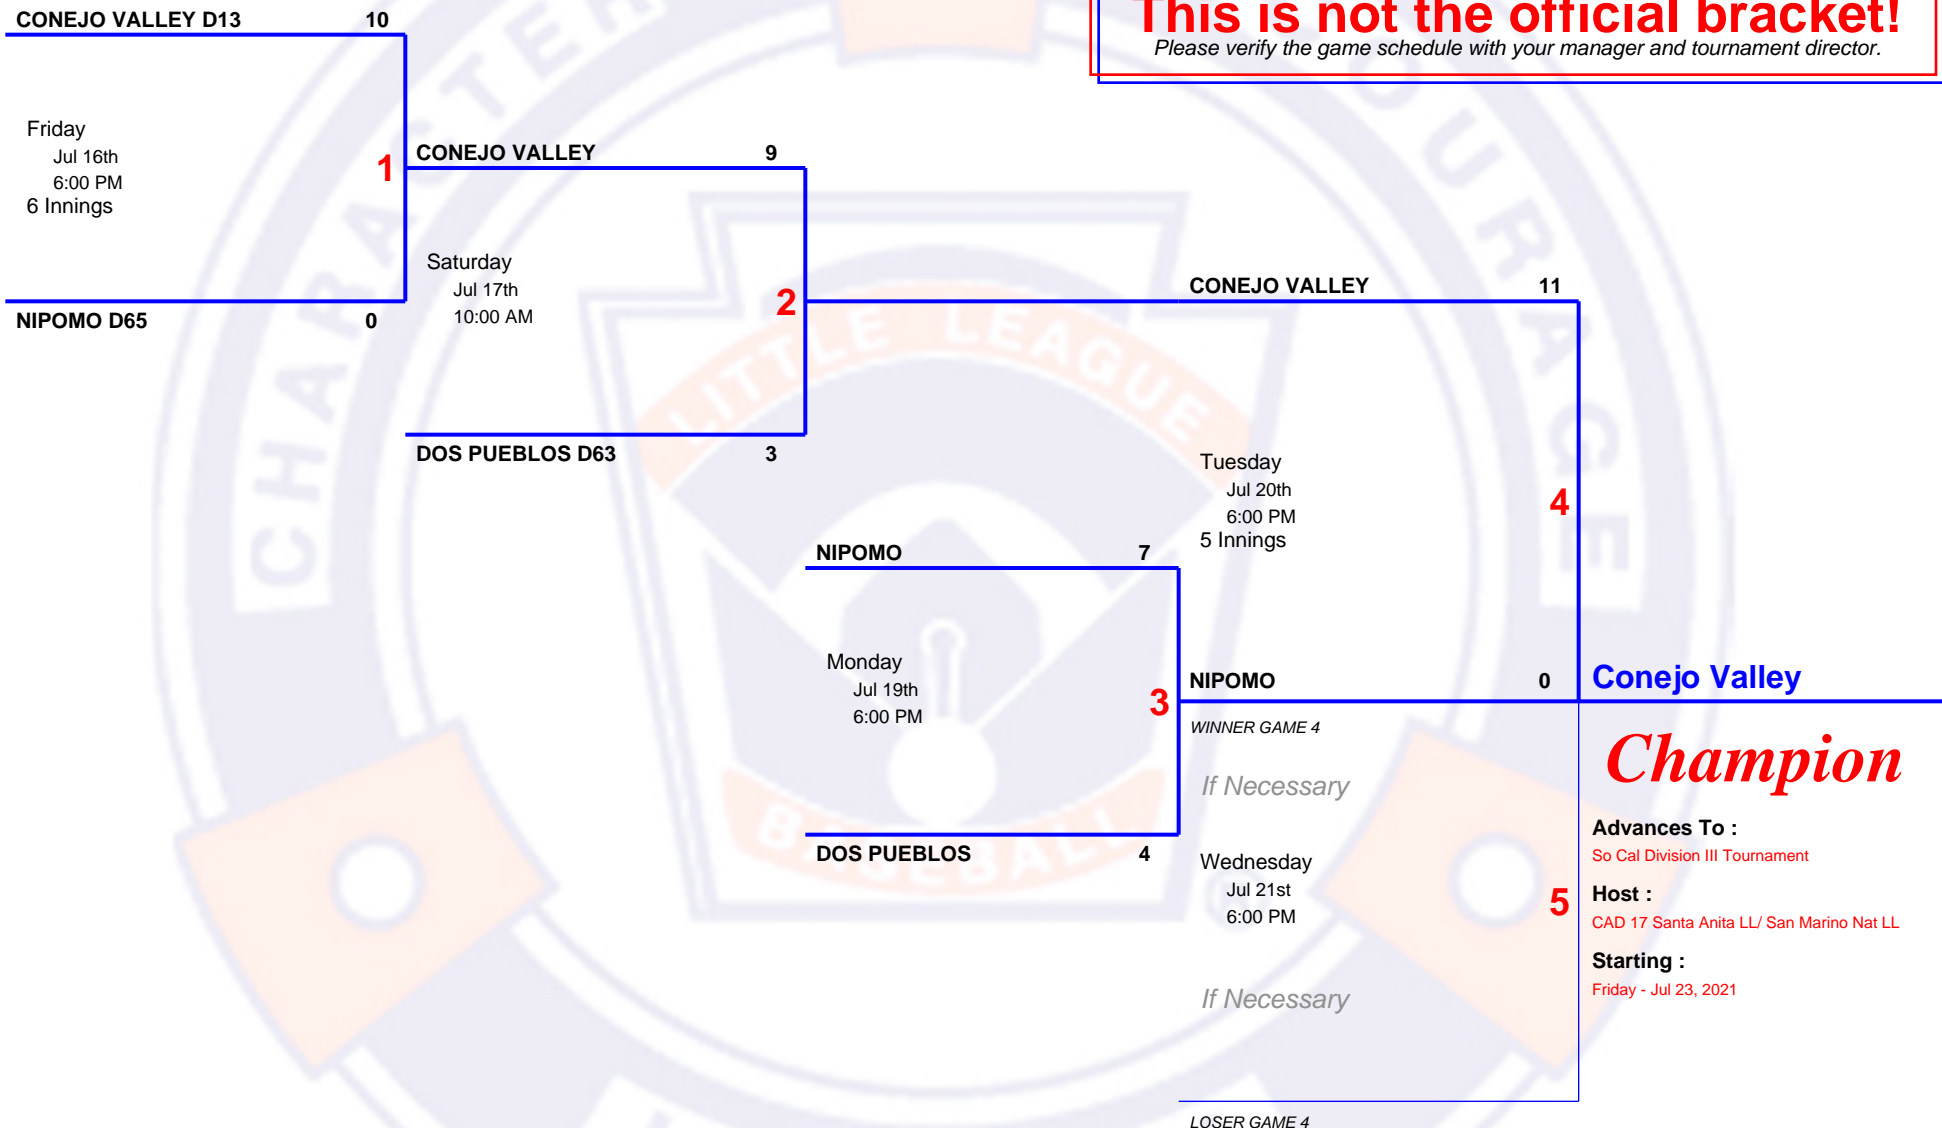 This is not the official bracket!
Please verify the game schedule with your manager and tournament director.
CONEJO VALLEY D13 10
Friday
Jul 16th
6:00 PM
6 Innings
1
NIPOMO D65 0
CONEJO VALLEY 9
Saturday
Jul 17th
10:00 AM
2
DOS PUEBLOS D63 3
NIPOMO 7
Monday
Jul 19th
6:00 PM
3
DOS PUEBLOS 4
CONEJO VALLEY 11
Tuesday
Jul 20th
6:00 PM
5 Innings
4
NIPOMO 0
WINNER GAME 4
If Necessary
Wednesday
Jul 21st
6:00 PM
5
If Necessary
LOSER GAME 4
Conejo Valley
Champion
Advances To :
So Cal Division III Tournament
Host :
CAD 17 Santa Anita LL/ San Marino Nat LL
Starting :
Friday - Jul 23, 2021
LITTLE LEAGUE
BASEBALL
CHARACTER
COURAGE
®